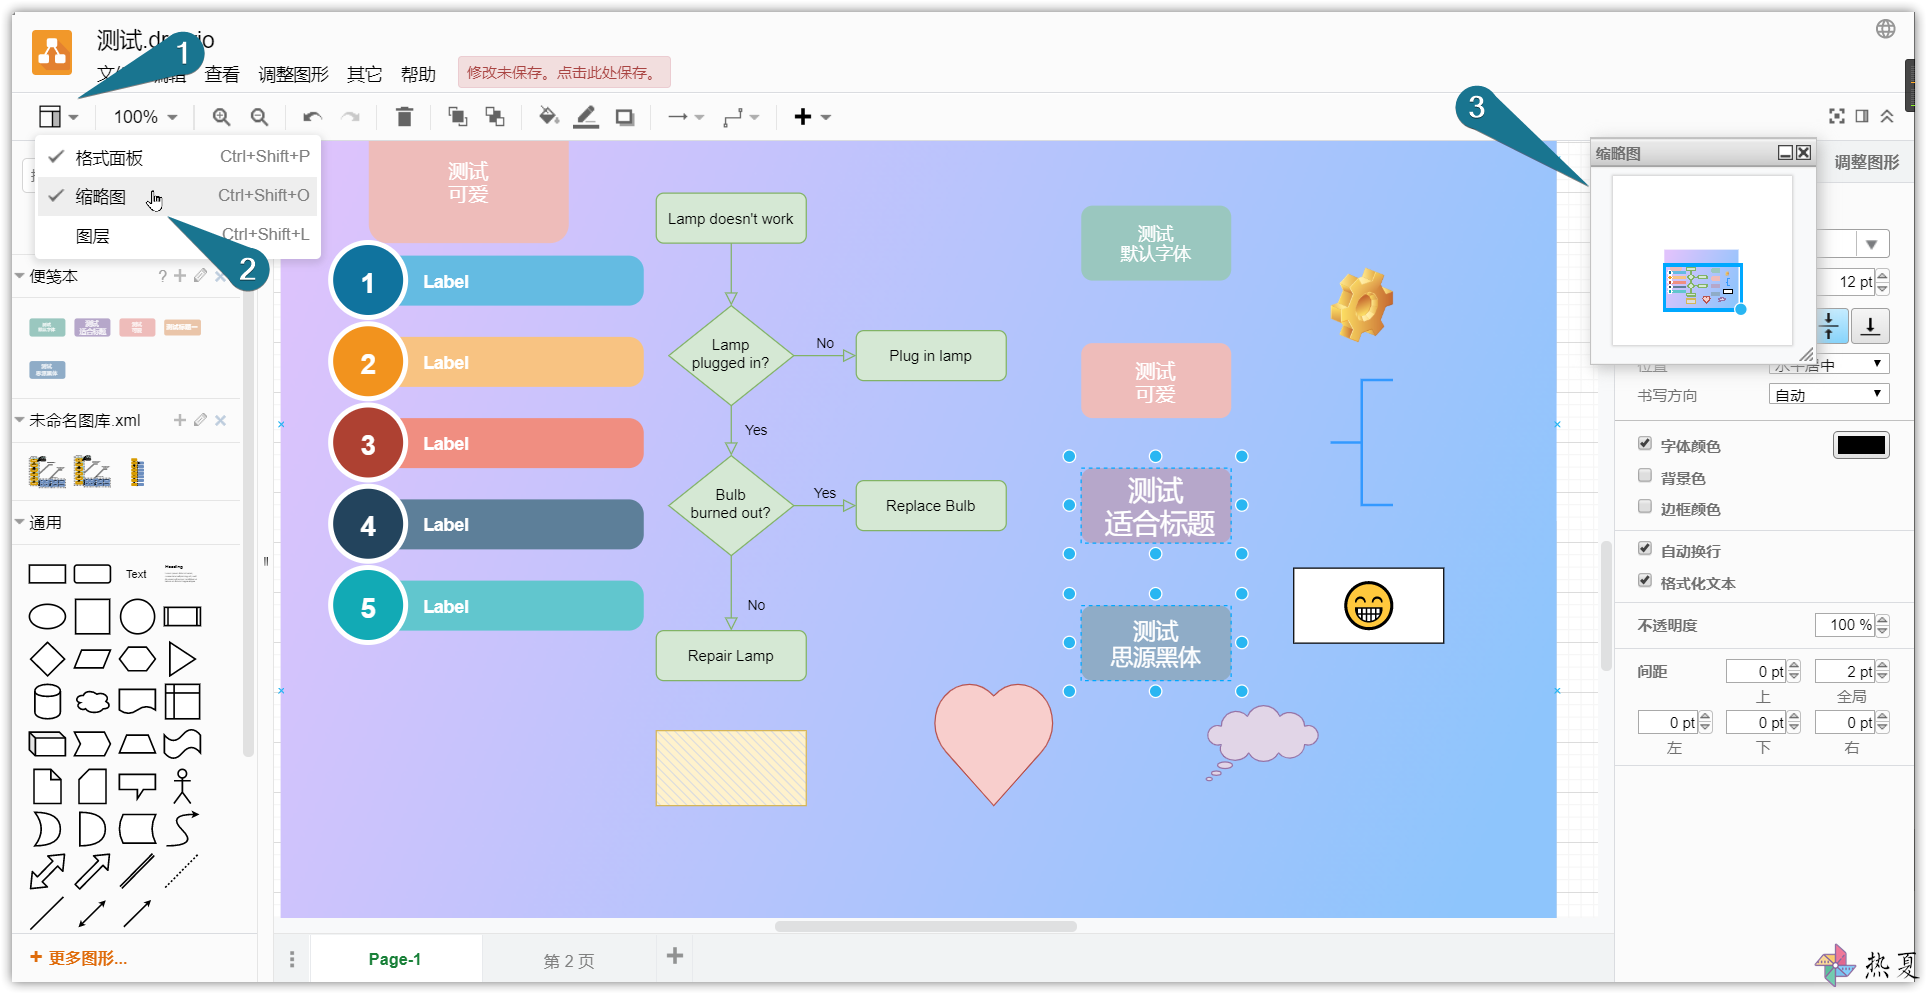 测试.dr
io
1
文
编辑
查看
调整图形
其它
帮助
修改未保存。点击此处保存。
100%
格式面板
Ctrl+Shift+P
缩略图
Ctrl+Shift+O
图层
Ctrl+Shift+L
2
3
便笺本
?
未命名图库.xml
通用
Text
Heading
更多图形...
测试
可爱
1
Label
2
Label
3
Label
4
Label
5
Label
Lamp doesn't work
Lamp
plugged in?
No
Plug in lamp
Yes
Bulb
burned out?
Yes
Replace Bulb
No
Repair Lamp
测试
默认字体
测试
可爱
测试
适合标题
测试
思源黑体
缩略图
调整图形
12 pt
位置
水平居中
书写方向
自动
字体颜色
背景色
边框颜色
自动换行
格式化文本
不透明度
100 %
间距
0 pt
2 pt
上
全局
0 pt
0 pt
0 pt
左
下
右
Page-1
第 2 页
热夏